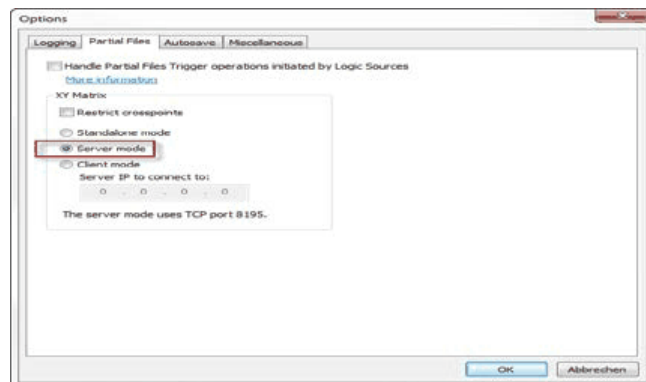 Options
Logging Partial Files Autosave Miscellaneous
Handle Partial Files Trigger operations initiated by Logic Sources
More information
XY Matrix
Restrict crosspoints
Standalone mode
Server mode
Client mode
Server IP to connect to:
0 . 0 . 0 . 0
The server mode uses TCP port 8195.
OK Abbrechen